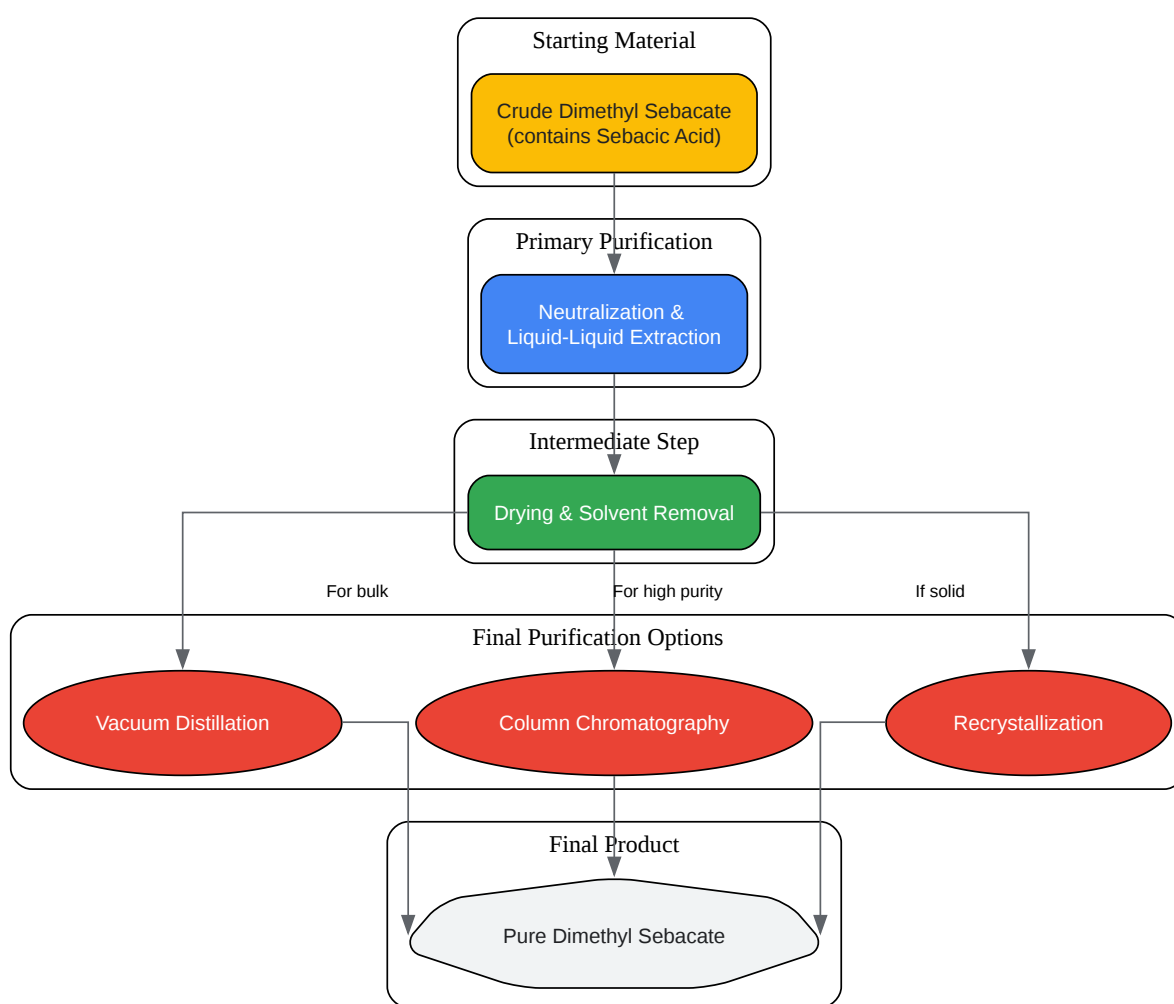 Starting Material
Crude Dimethyl Sebacate
(contains Sebacic Acid)
Primary Purification
Neutralization &
Liquid-Liquid Extraction
Intermediate Step
Drying & Solvent Removal
For bulk
For high purity
If solid
Final Purification Options
Vacuum Distillation
Column Chromatography
Recrystallization
Final Product
Pure Dimethyl Sebacate